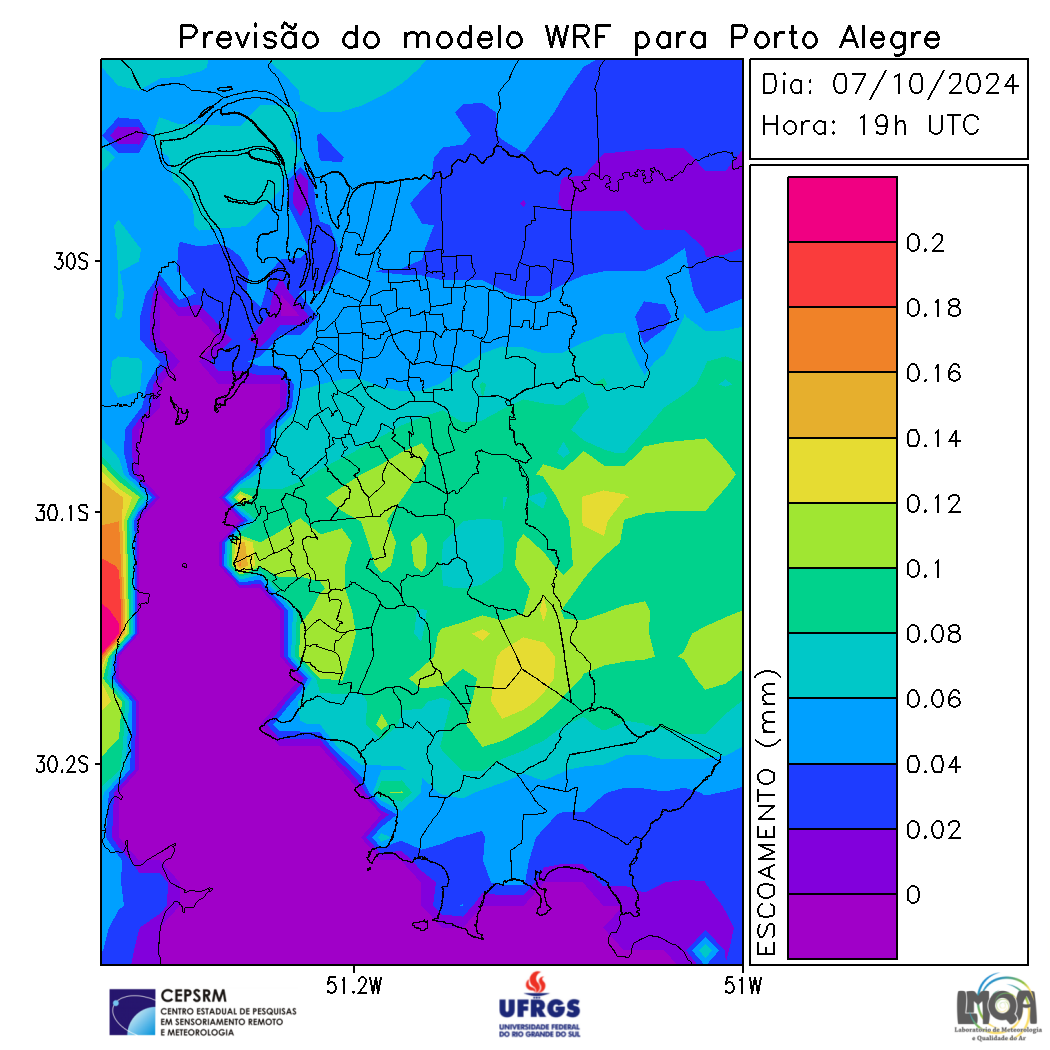 Previsão do modelo WRF para Porto Alegre
Dia: 07/10/2024
Hora: 19h UTC
30S
30.1S
30.2S
51.2W
51W
ESCOAMENTO (mm)
0.2
0.18
0.16
0.14
0.12
0.1
0.08
0.06
0.04
0.02
0
CEPSRM
CENTRO ESTADUAL DE PESQUISAS
EM SENSORIAMENTO REMOTO
E METEOROLOGIA
UFRGS
UNIVERSIDADE FEDERAL
DO RIO GRANDE DO SUL
LMQA
Laboratório de Meteorologia
e Qualidade do Ar